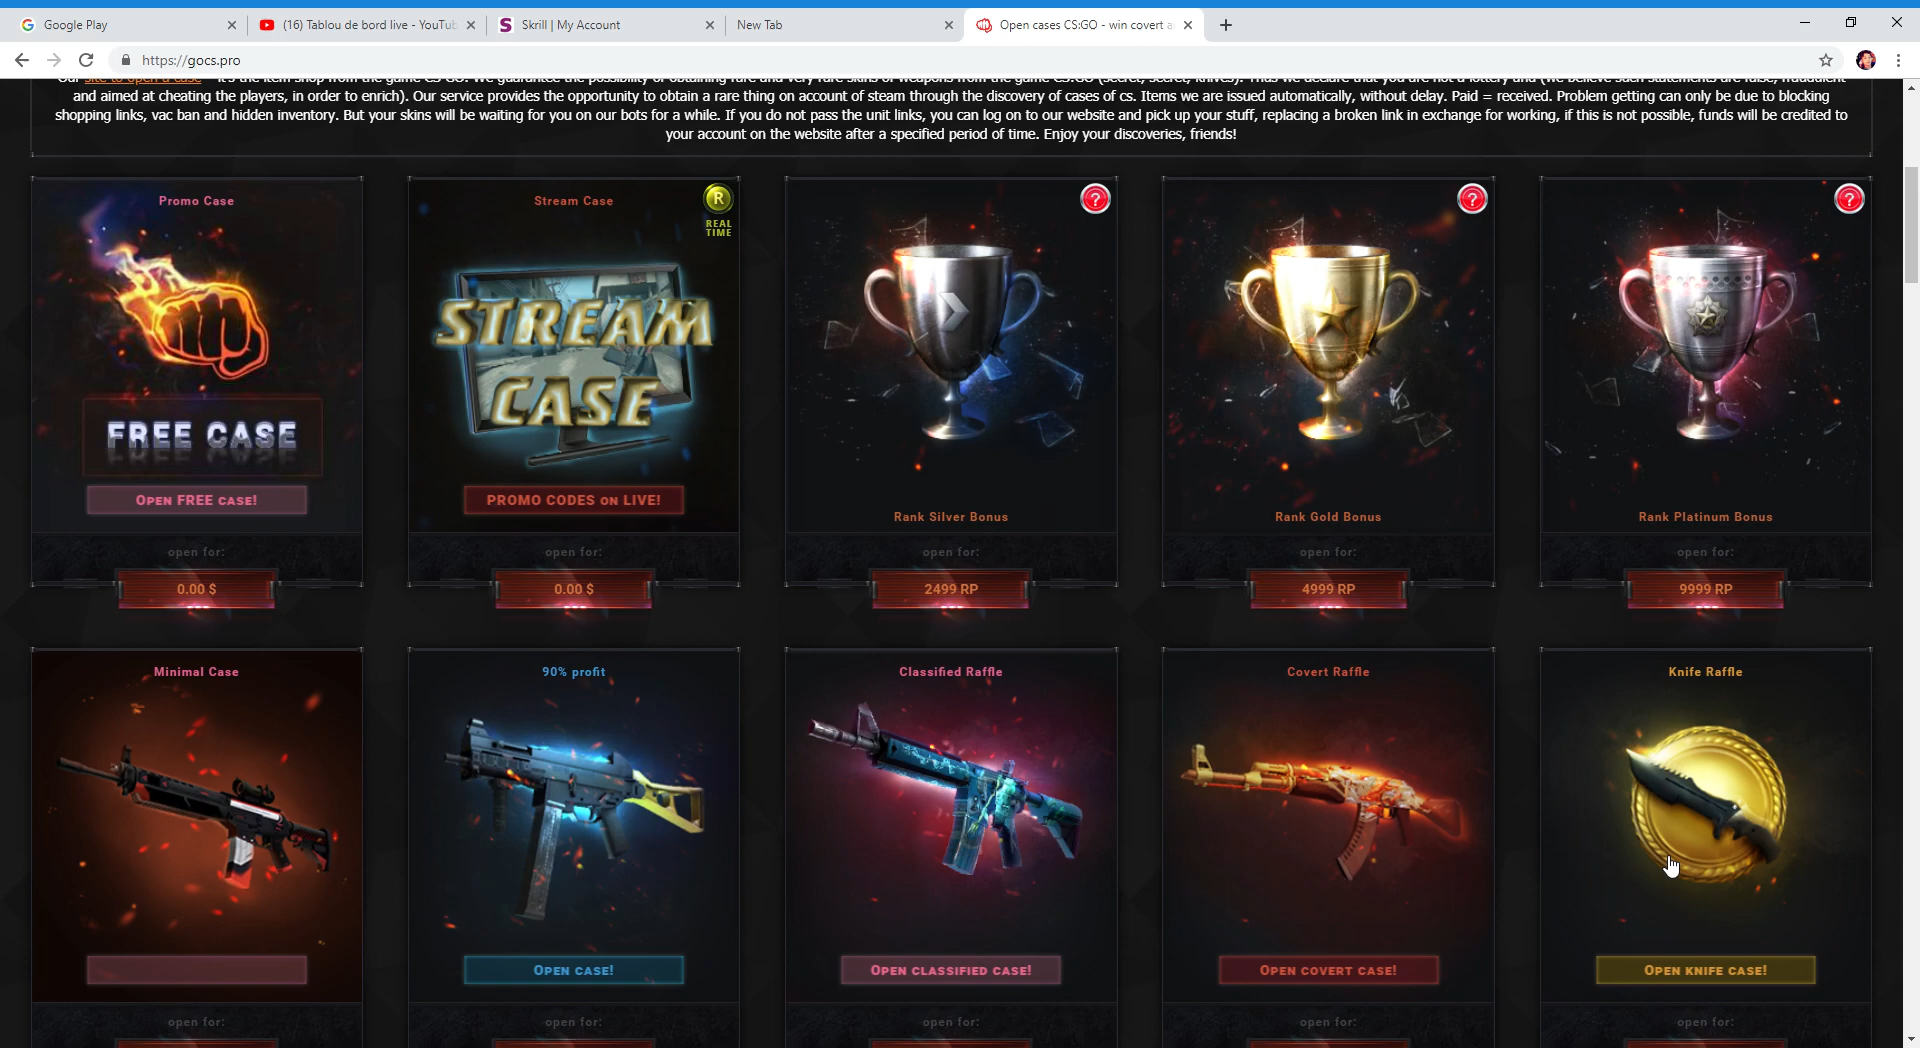 Google Play
(16) Tablou de bord live - YouTub
Skrill | My Account
New Tab
Open cases CS:GO - win covert a
https://gocs.pro
and aimed at cheating the players, in order to enrich). Our service provides the opportunity to obtain a rare thing on account of steam through the discovery of cases of cs. Items we are issued automatically, without delay. Paid = received. Problem getting can only be due to blocking
shopping links, vac ban and hidden inventory. But your skins will be waiting for you on our bots for a while. If you do not pass the unit links, you can log on to our website and pick up your stuff, replacing a broken link in exchange for working, if this is not possible, funds will be credited to
your account on the website after a specified period of time. Enjoy your discoveries, friends!
Promo Case
FREE CASE
OPEN FREE CASE!
open for:
0.00 $
Stream Case
R
REAL
TIME
STREAM
CASE
PROMO CODES ON LIVE!
open for:
0.00 $
?
Rank Silver Bonus
open for:
2499 RP
?
Rank Gold Bonus
open for:
4999 RP
?
Rank Platinum Bonus
open for:
9999 RP
Minimal Case
open for:
90% profit
OPEN CASE!
open for:
Classified Raffle
OPEN CLASSIFIED CASE!
open for:
Covert Raffle
OPEN COVERT CASE!
open for:
Knife Raffle
OPEN KNIFE CASE!
open for: